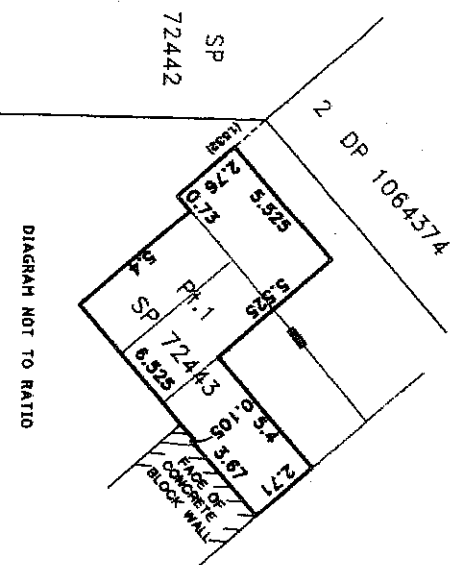 SP
72442
2 DP 1064374
(1.532)
2.76
5.525
0.73
5.525
5.4
Pt.1
SP 72443
6.525
5.4
0.105
3.67
2.71
FACE OF
CONCRETE
BLOCK WALL
DIAGRAM NOT TO RATIO